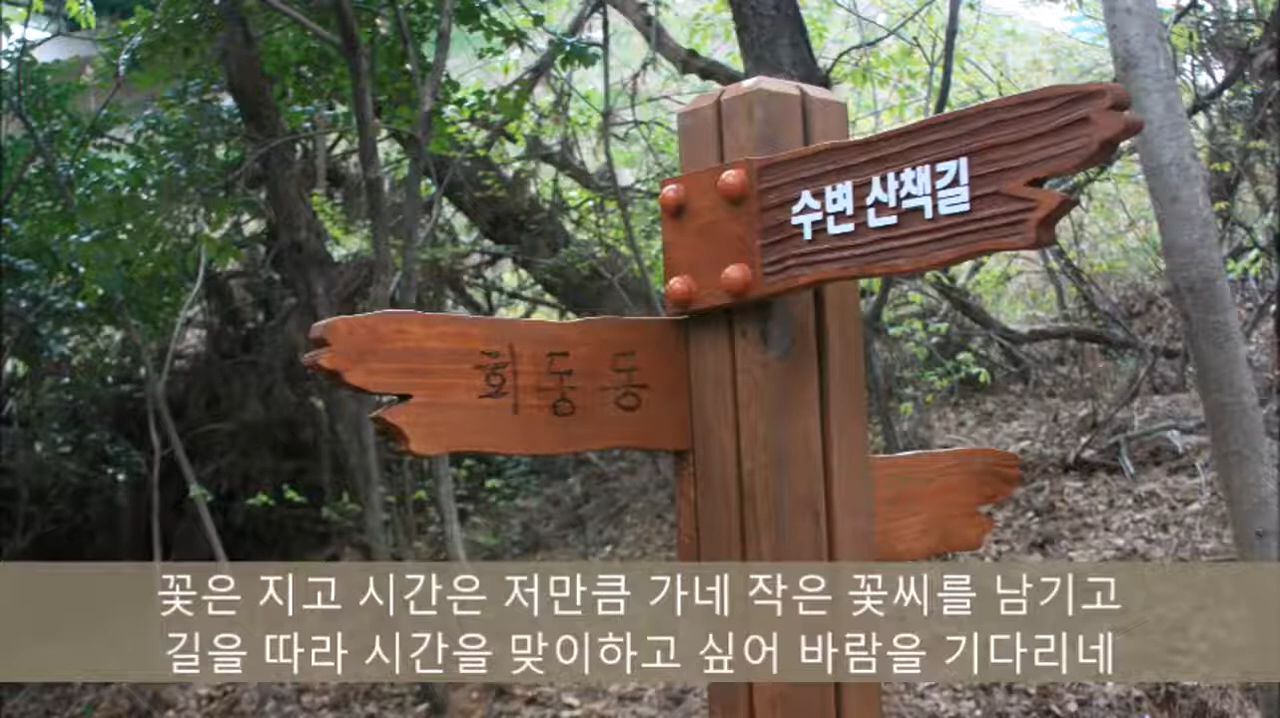 수변 산책길
회동동
꽃은 지고 시간은 저만큼 가네 작은 꽃씨를 남기고
길을 따라 시간을 맞이하고 싶어 바람을 기다리네